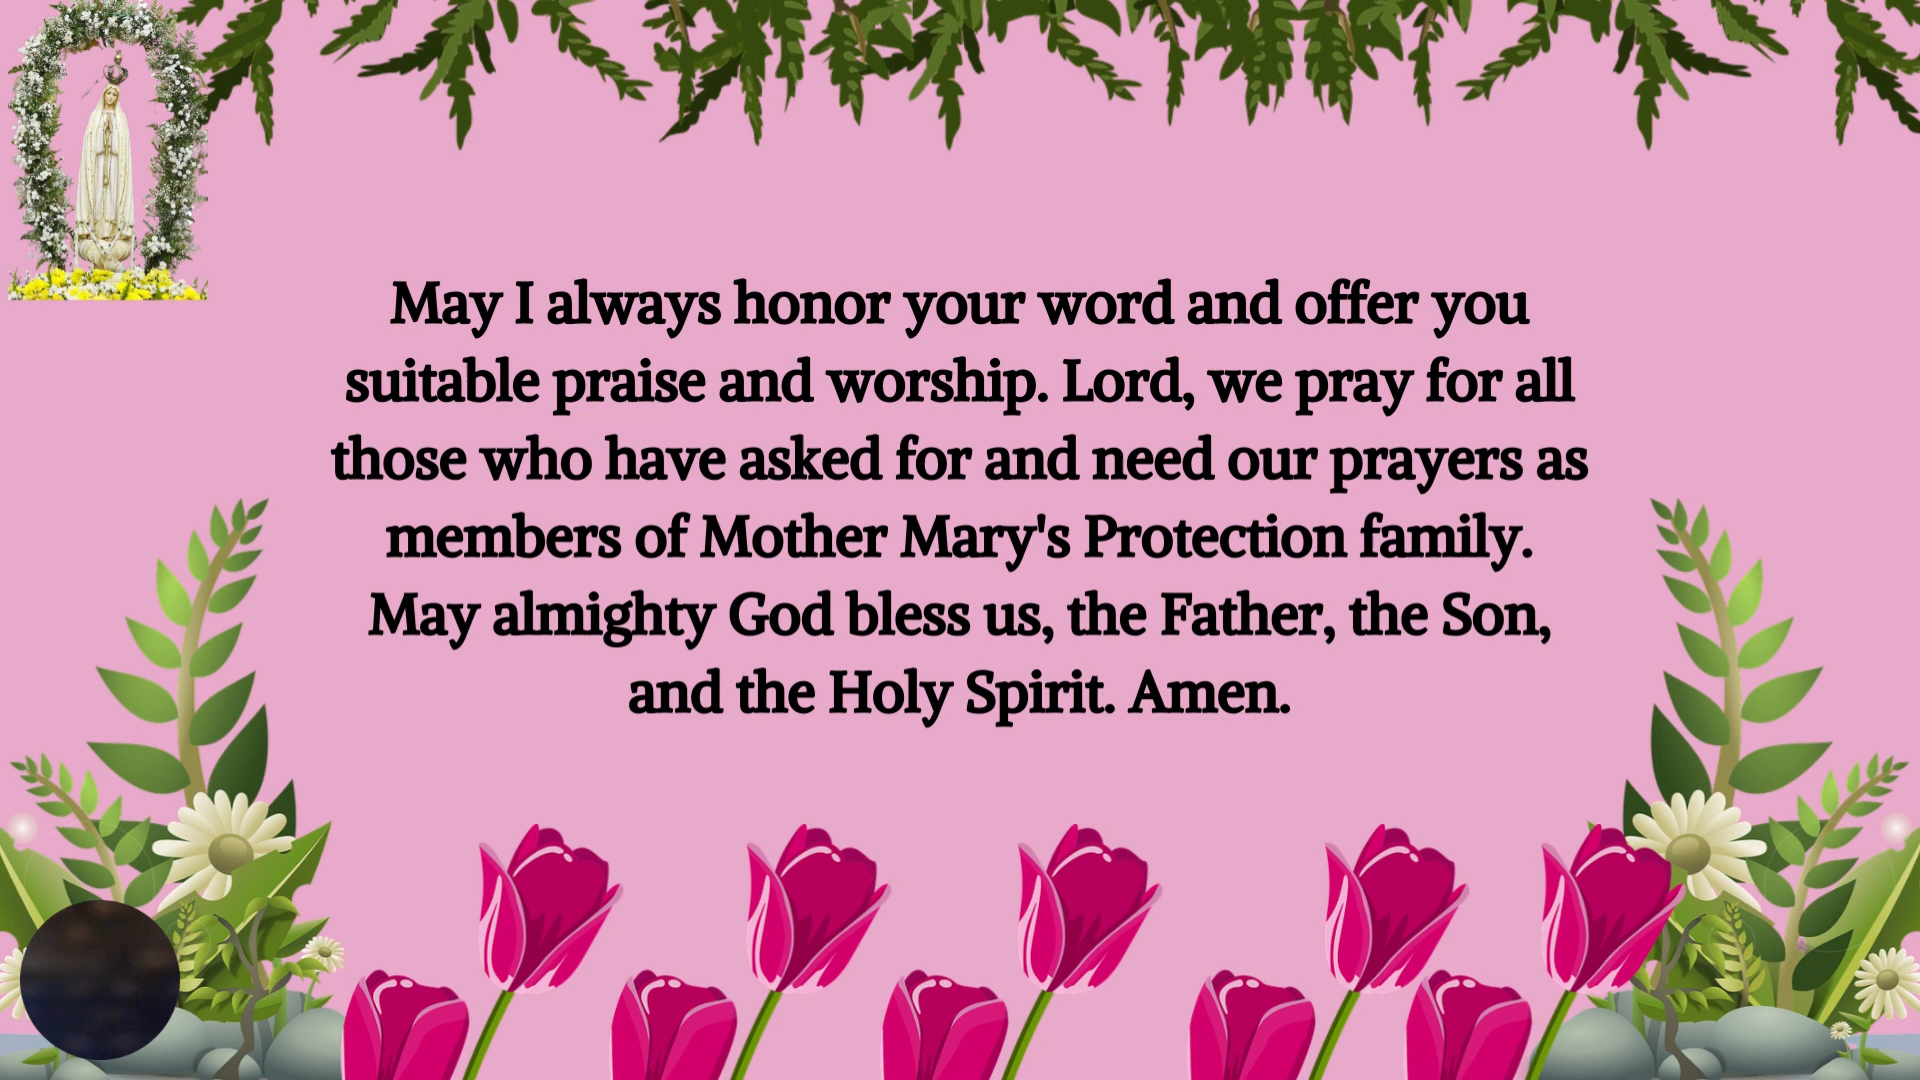 May I always honor your word and offer you
suitable praise and worship. Lord, we pray for all
those who have asked for and need our prayers as
members of Mother Mary's Protection family.
May almighty God bless us, the Father, the Son,
and the Holy Spirit. Amen.